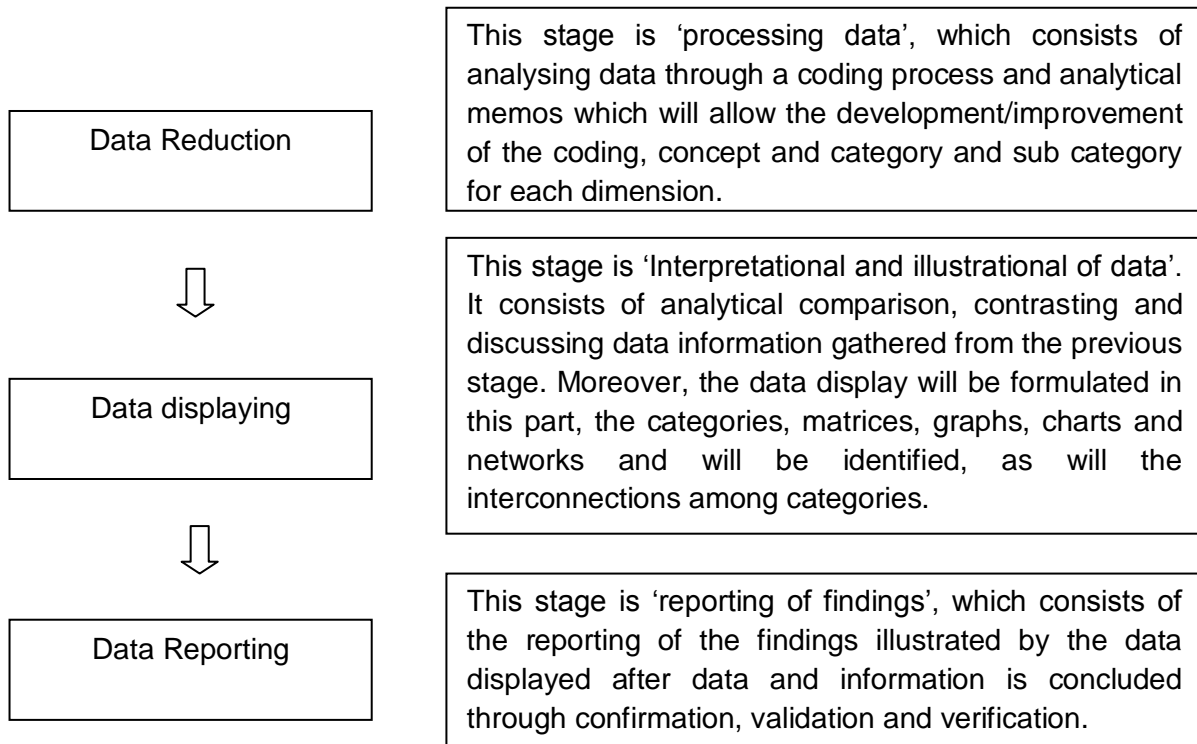 Data Reduction
This stage is ‘processing data’, which consists of
analysing data through a coding process and analytical
memos which will allow the development/improvement
of the coding, concept and category and sub category
for each dimension.
Data displaying
This stage is ‘Interpretational and illustrational of data’.
It consists of analytical comparison, contrasting and
discussing data information gathered from the previous
stage. Moreover, the data display will be formulated in
this part, the categories, matrices, graphs, charts and
networks and will be identified, as will the
interconnections among categories.
Data Reporting
This stage is ‘reporting of findings’, which consists of
the reporting of the findings illustrated by the data
displayed after data and information is concluded
through confirmation, validation and verification.